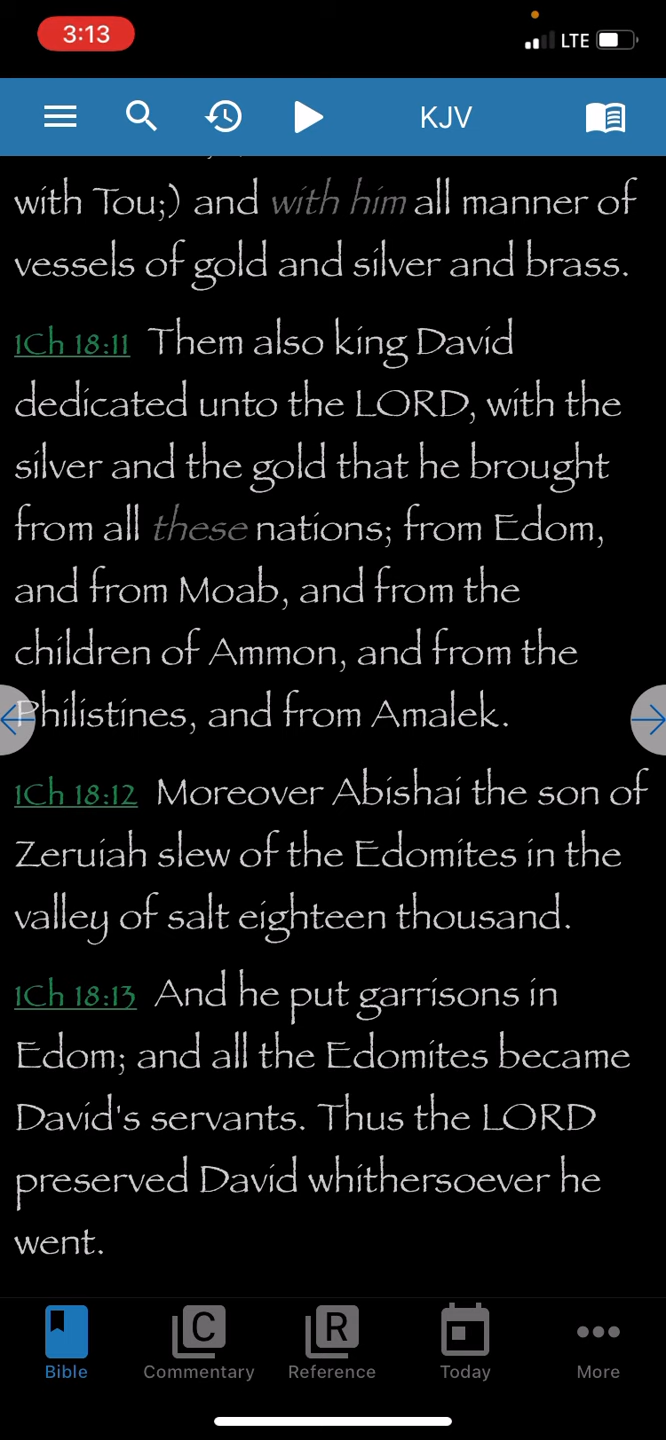 3:13
LTE
KJV
with Tou;) and with him all manner of
vessels of gold and silver and brass.
1Ch 18:11 Them also king David
dedicated unto the LORD, with the
silver and the gold that he brought
from all these nations; from Edom,
and from Moab, and from the
children of Ammon, and from the
Philistines, and from Amalek.
1Ch 18:12 Moreover Abishai the son of
Zeruiah slew of the Edomites in the
valley of salt eighteen thousand.
1Ch 18:13 And he put garrisons in
Edom; and all the Edomites became
David's servants. Thus the LORD
preserved David whithersoever he
went.
C
R
Bible
Commentary
Reference
Today
More